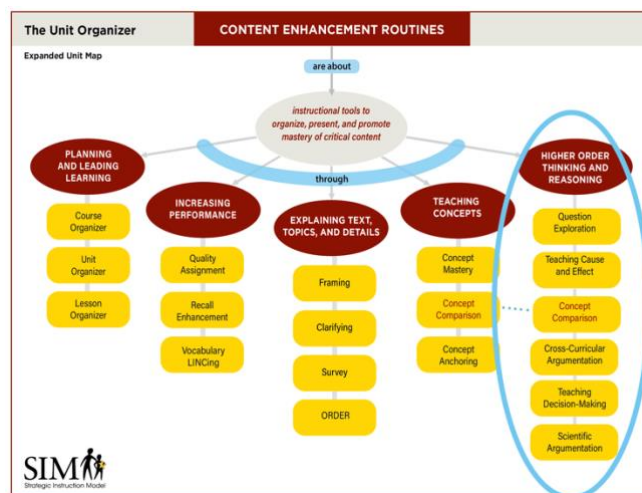 The Unit Organizer
CONTENT ENHANCEMENT ROUTINES
Expanded Unit Map
are about
instructional tools to
organize, present, and promote
mastery of critical content
through
PLANNING
AND LEADING
LEARNING
Course
Organizer
Unit
Organizer
Lesson
Organizer
INCREASING
PERFORMANCE
Quality
Assignment
Recall
Enhancement
Vocabulary
LINCing
EXPLAINING TEXT,
TOPICS, AND DETAILS
Framing
Clarifying
Survey
ORDER
TEACHING
CONCEPTS
Concept
Mastery
Concept
Comparison
Concept
Anchoring
HIGHER ORDER
THINKING AND
REASONING
Question
Exploration
Teaching Cause
and Effect
Concept
Comparison
Cross-Curricular
Argumentation
Teaching
Decision-Making
Scientific
Argumentation
SIM
Strategic Instruction Model